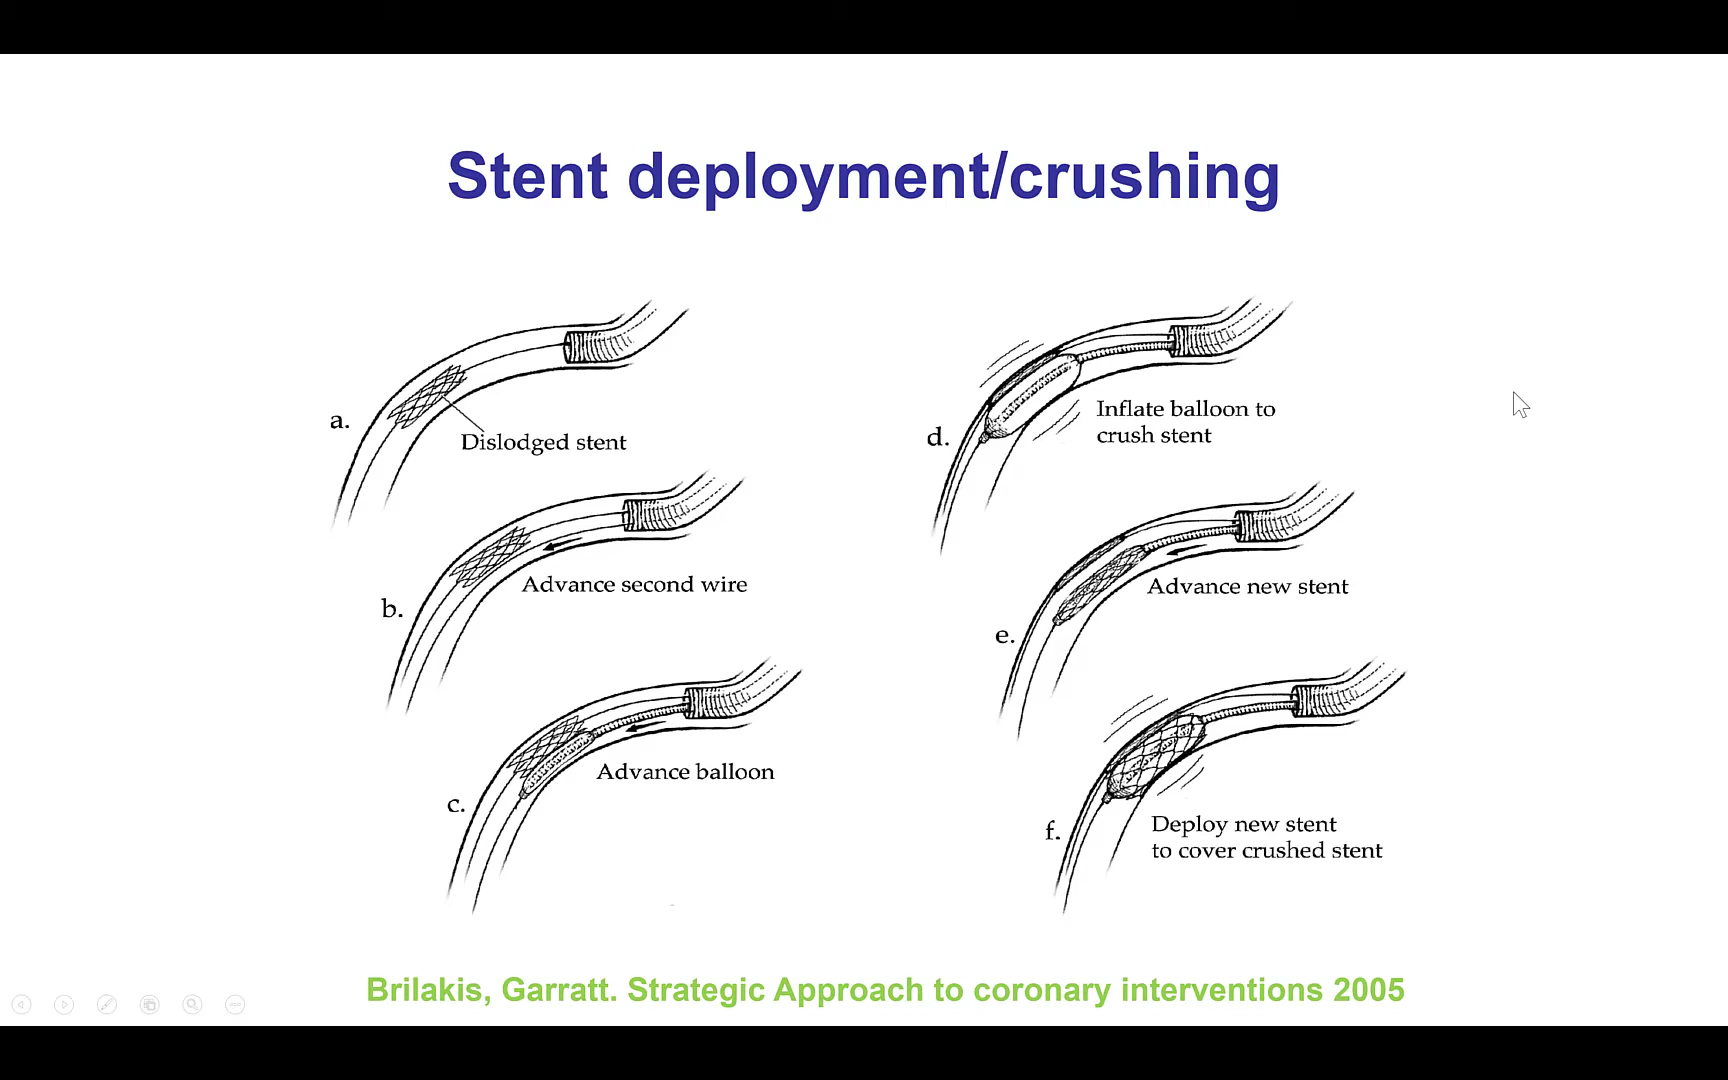 Stent deployment/crushing
a.
Dislodged stent
b.
Advance second wire
c.
Advance balloon
d.
Inflate balloon to
crush stent
e.
Advance new stent
f.
Deploy new stent
to cover crushed stent
Brilakis, Garratt. Strategic Approach to coronary interventions 2005